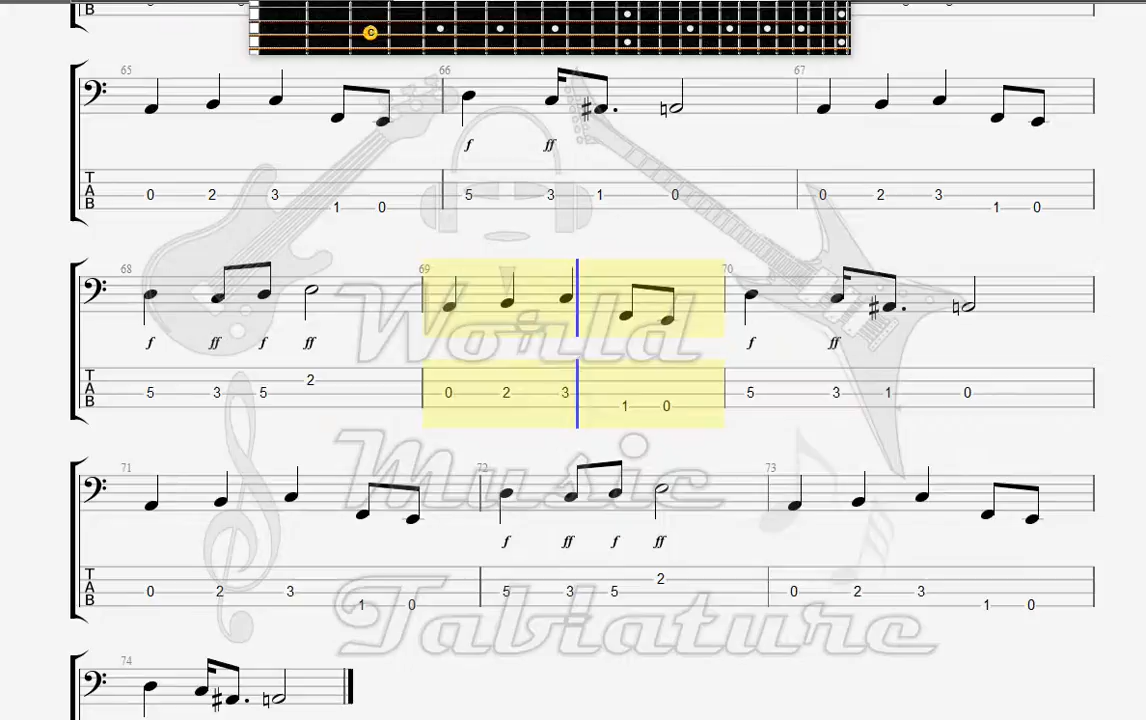 B
C
65 66 67
f ff
T
A 0 2 3 5 3 1 0 0 2 3
B 1 0 1 0
68 69 70
f ff f ff f ff
T 2
A 5 3 5 0 2 3 5 3 1 0
B 1 0
World
71 72 73
Music
f ff f ff
T 2
A 0 2 3 5 3 5 0 2 3
B 1 0 1 0
Tabiature
74